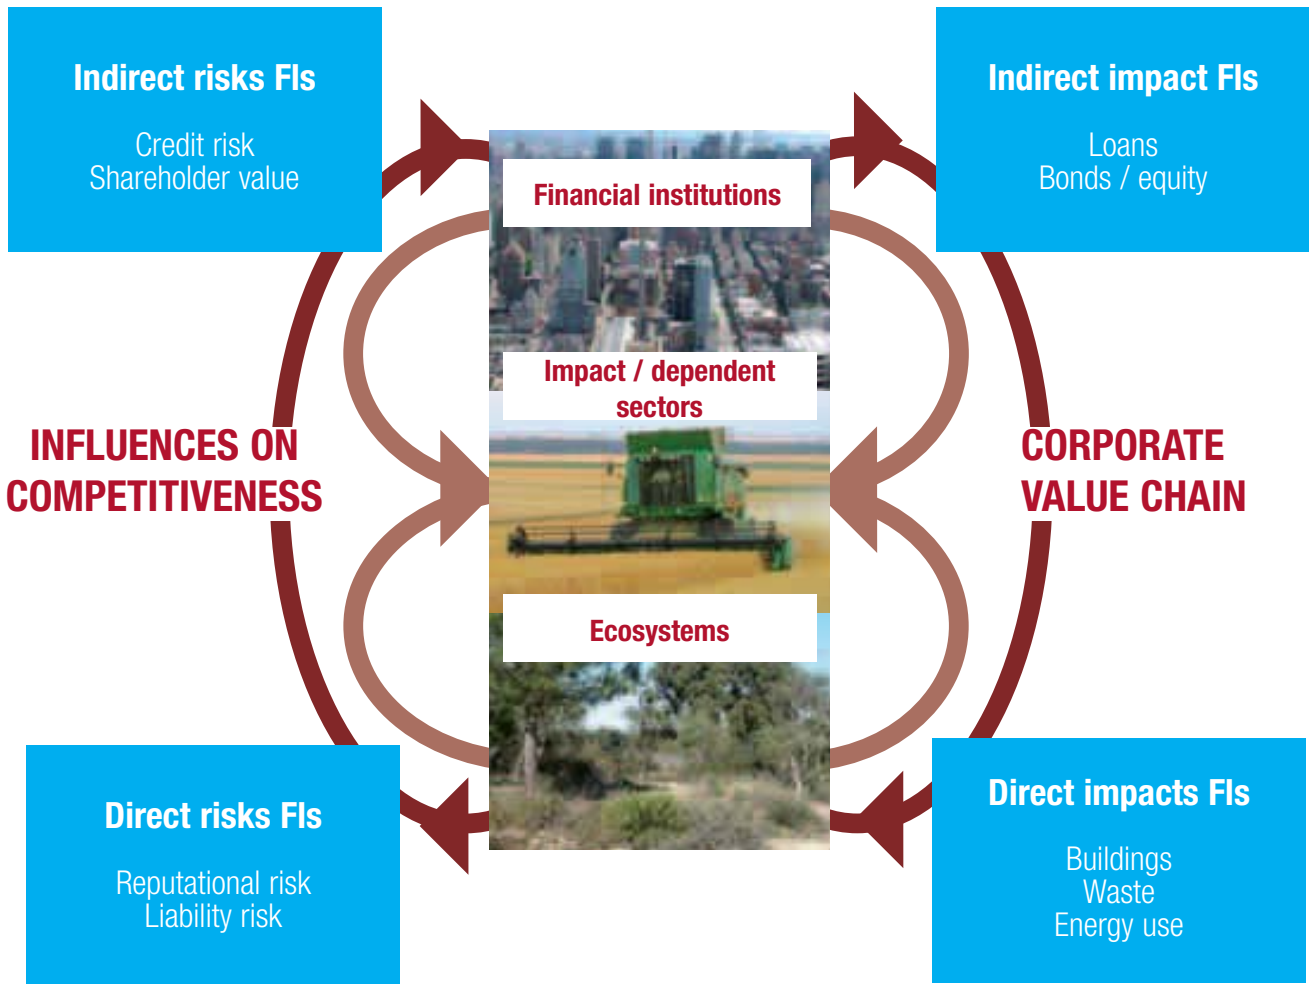 Indirect risks FIs
Credit risk
Shareholder value
Indirect impact FIs
Loans
Bonds / equity
Financial institutions
Impact / dependent
sectors
INFLUENCES ON
COMPETITIVENESS
CORPORATE
VALUE CHAIN
Ecosystems
Direct risks FIs
Reputational risk
Liability risk
Direct impacts FIs
Buildings
Waste
Energy use